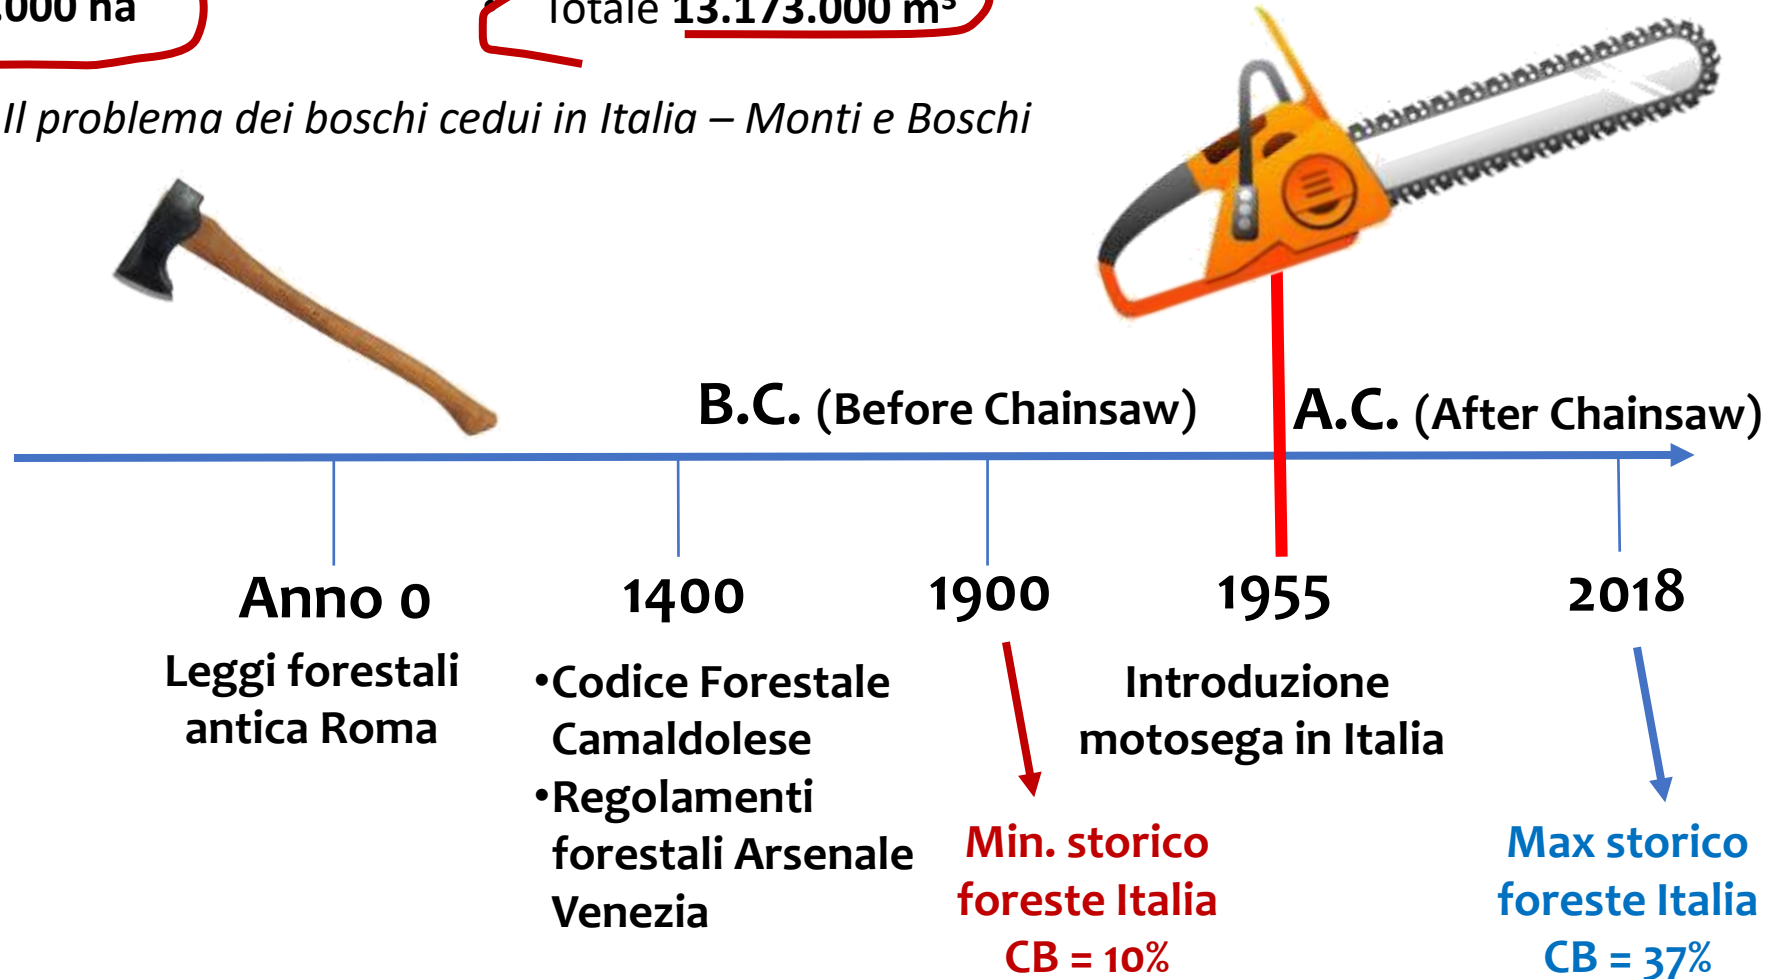 .000 ha
• Totale 13.173.000 m³
Il problema dei boschi cedui in Italia – Monti e Boschi
B.C. (Before Chainsaw)
A.C. (After Chainsaw)
Anno 0
1400
1900
1955
2018
Leggi forestali
antica Roma
•Codice Forestale
Camaldolese
•Regolamenti
forestali Arsenale
Venezia
Introduzione
motosega in Italia
Min. storico
foreste Italia
CB = 10%
Max storico
foreste Italia
CB = 37%